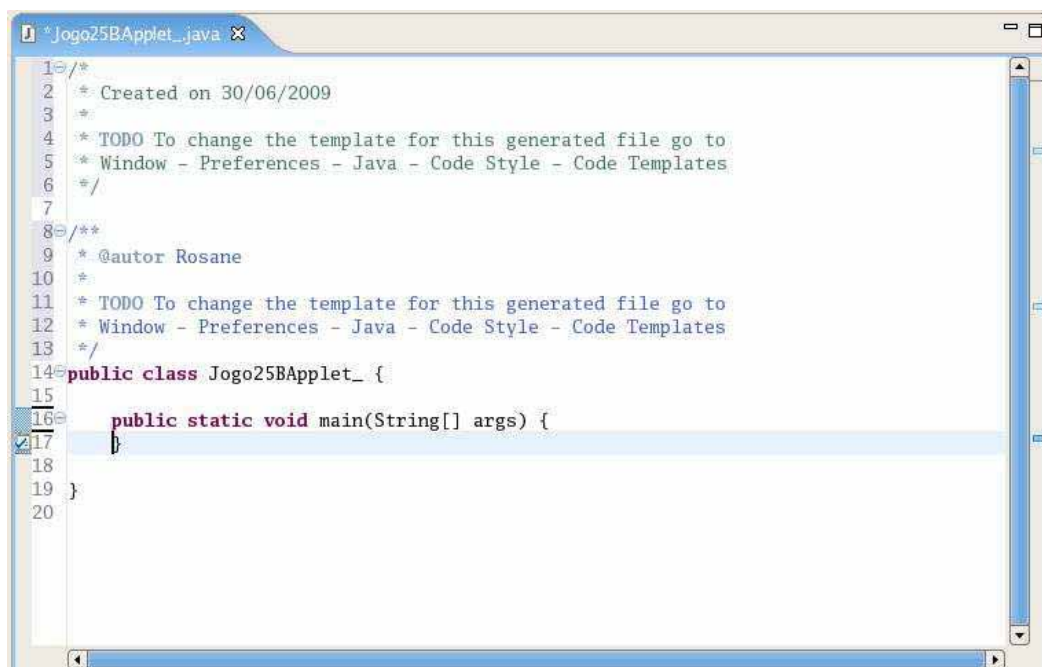 *Jogo25BApplet_.java
1 /*
2 * Created on 30/06/2009
3 *
4 * TODO To change the template for this generated file go to
5 * Window - Preferences - Java - Code Style - Code Templates
6 */
7
8 /**
9 * @autor Rosane
10 *
11 * TODO To change the template for this generated file go to
12 * Window - Preferences - Java - Code Style - Code Templates
13 */
14 public class Jogo25BApplet_ {
15
16 public static void main(String[] args) {
17 }
18
19 }
20